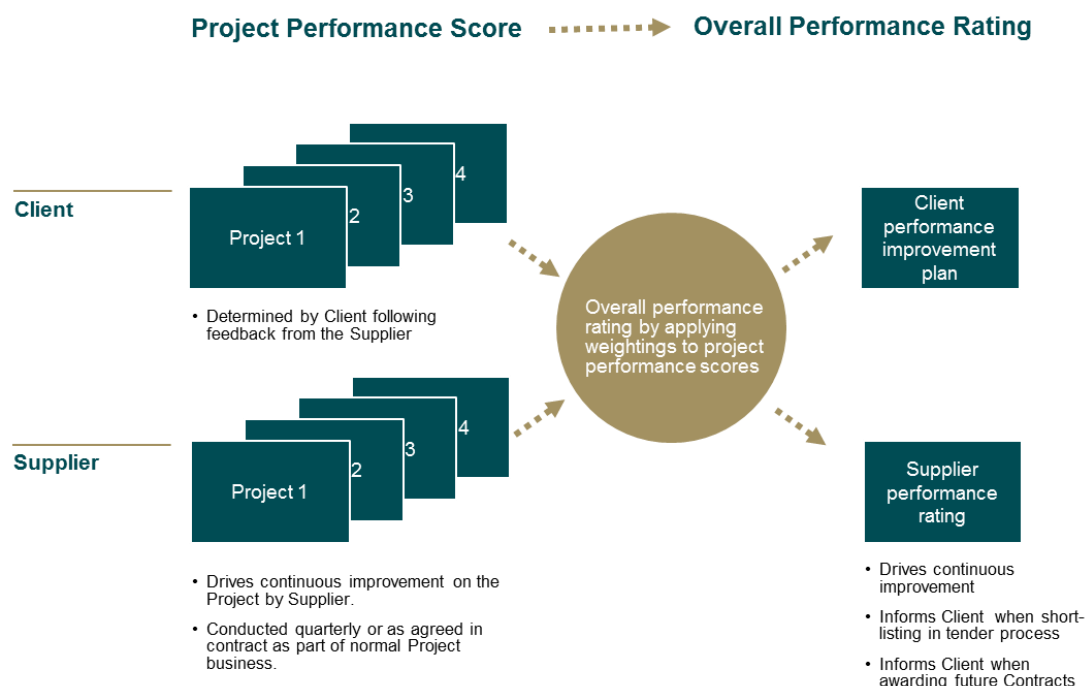 Project Performance Score
Overall Performance Rating
Client
Project 1
2
3
4
• Determined by Client following
feedback from the Supplier
Supplier
Project 1
2
3
4
• Drives continuous improvement on the
Project by Supplier.
• Conducted quarterly or as agreed in
contract as part of normal Project
business.
Overall performance
rating by applying
weightings to project
performance scores
Client
performance
improvement
plan
Supplier
performance
rating
• Drives continuous
improvement
• Informs Client when short-
listing in tender process
• Informs Client when
awarding future Contracts